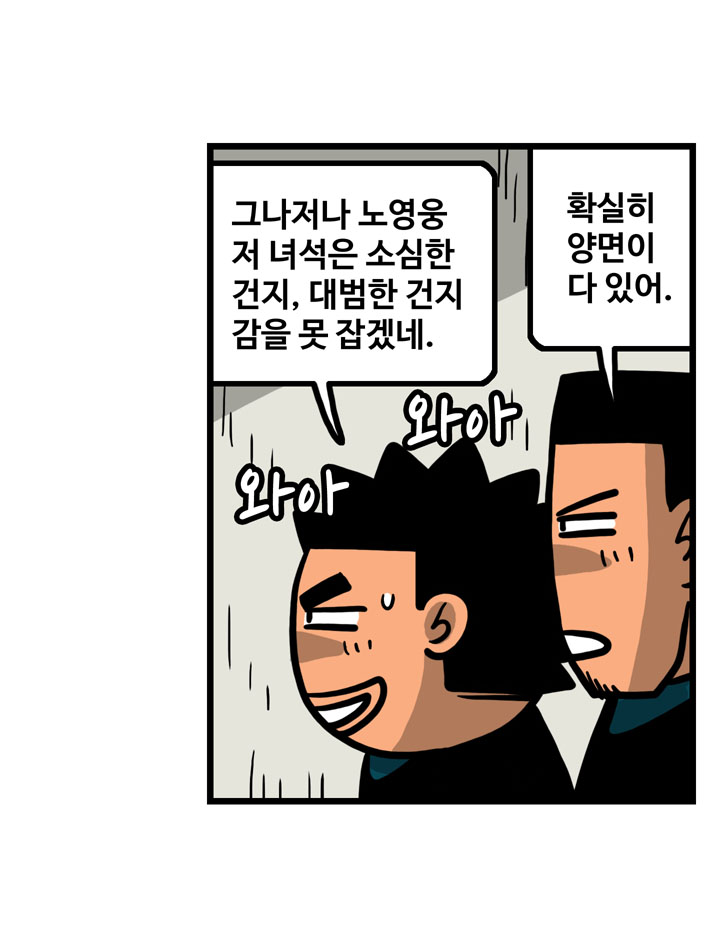 그나저나 노영웅
저 녀석은 소심한
건지, 대범한 건지
감을 못 잡겠네.
확실히
양면이
다 있어.
와아
와아